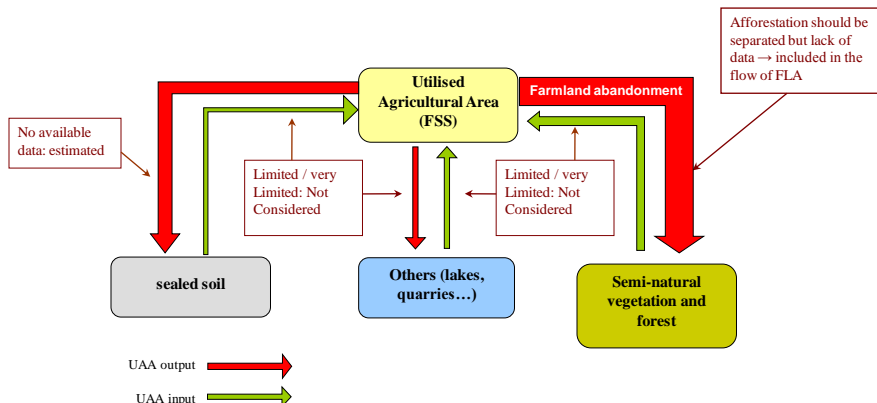 Afforestation should be
separated but lack of
data → included in the
flow of FLA
Utilised
Agricultural Area
(FSS)
Farmland abandonment
No available
data: estimated
Limited / very
Limited: Not
Considered
Limited / very
Limited: Not
Considered
sealed soil
Others (lakes,
quarries…)
Semi-natural
vegetation and
forest
UAA output
UAA input